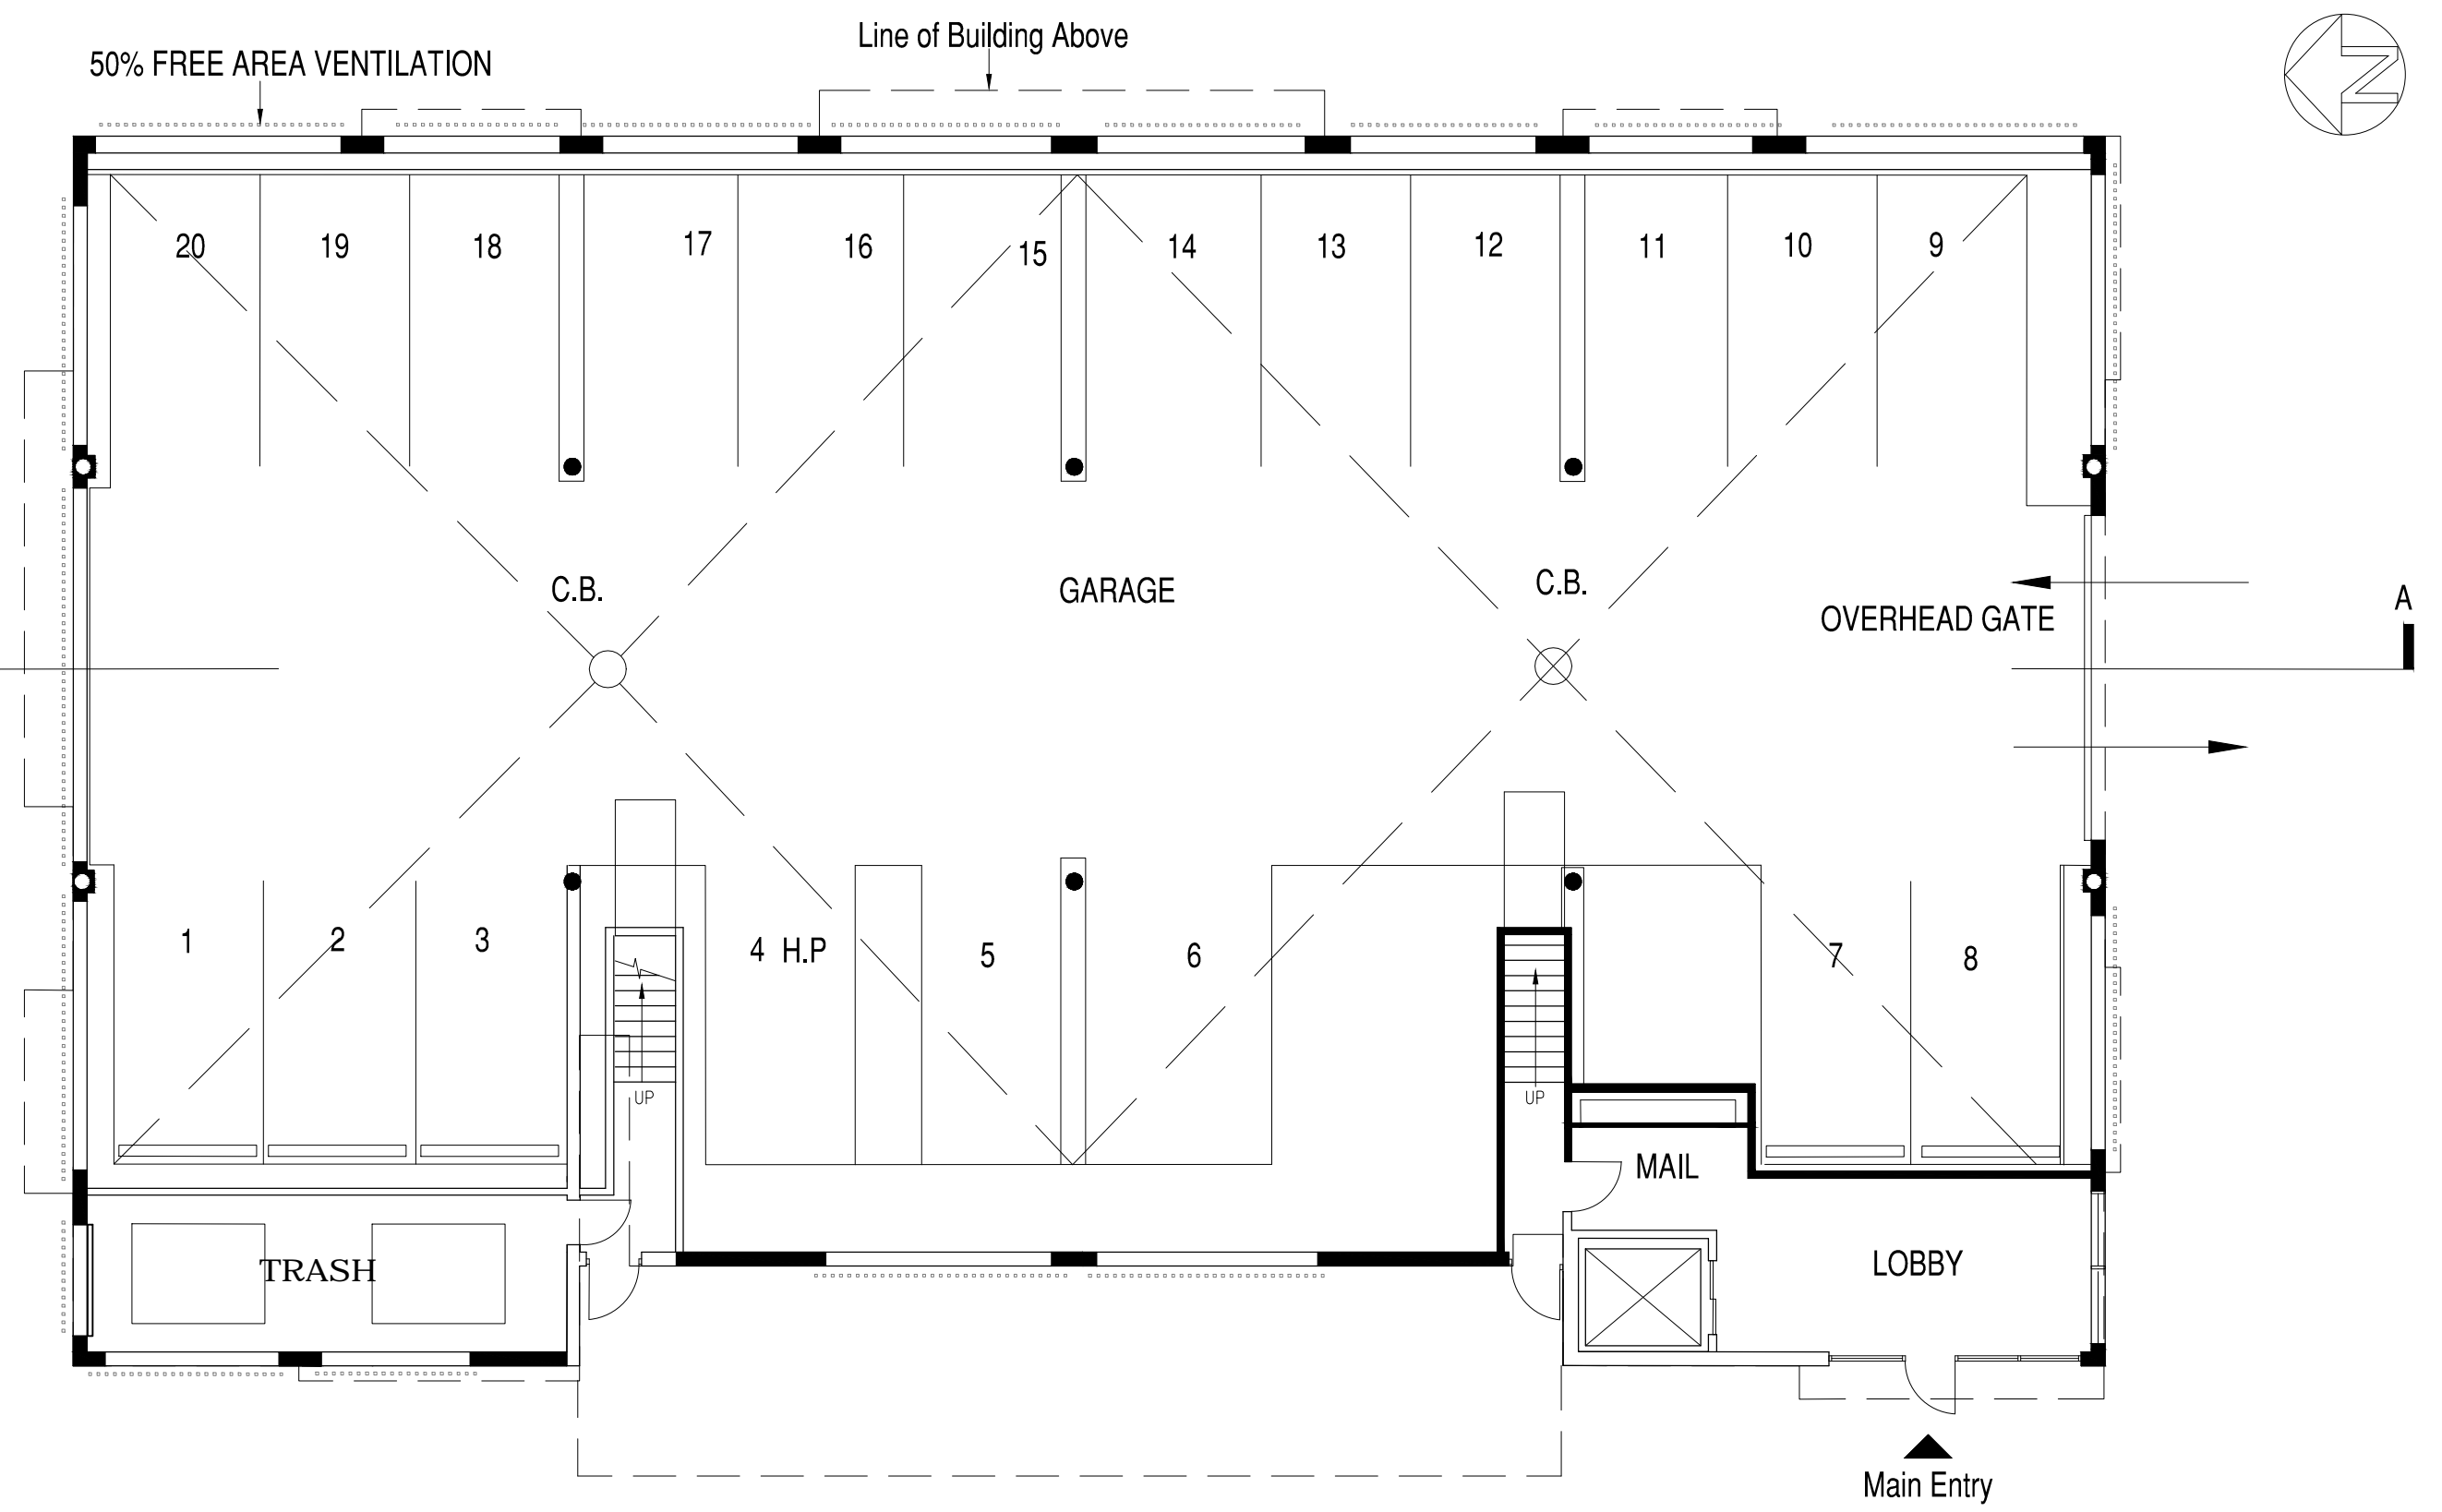 Line of Building Above
50% FREE AREA VENTILATION
N
20 19 18 17 16 15 14 13 12 11 10 9
C.B. GARAGE C.B.
OVERHEAD GATE
A
1 2 3 4 H.P 5 6 7 8
UP UP
MAIL
TRASH LOBBY
Main Entry